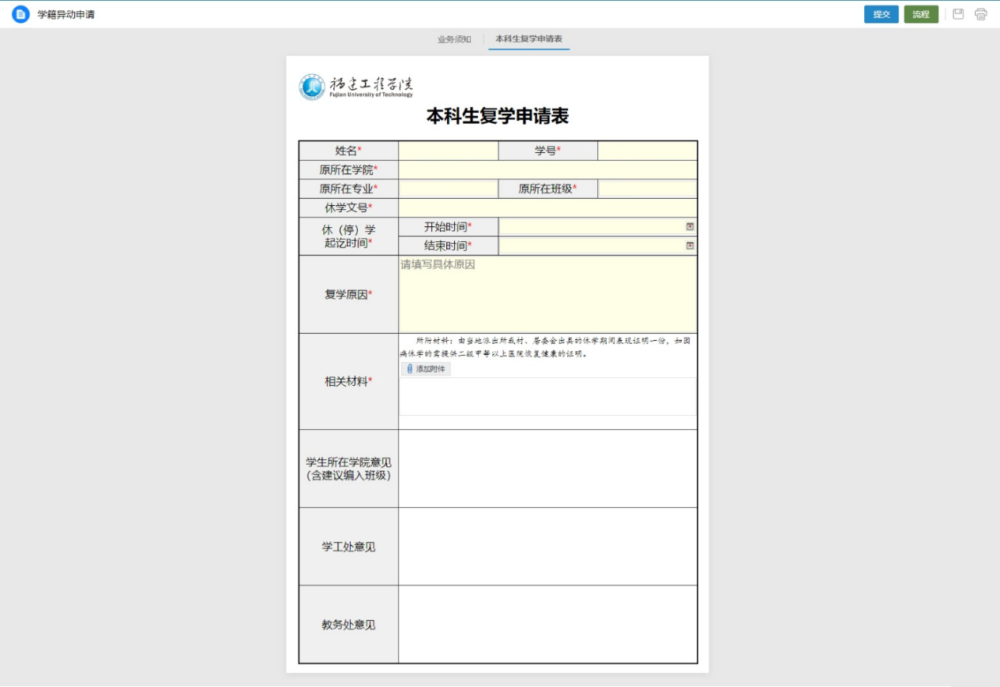 学籍异动申请
提交 流程
业务须知 本科生复学申请表
福建工程学院
Fujian University of Technology
本科生复学申请表
姓名* 学号*
原所在学院*
原所在专业* 原所在班级*
休学文号*
休（停）学
起讫时间*
开始时间*
结束时间*
复学原因*
请填写具体原因
相关材料*
所附材料：由当地派出所或村、居委会出具的休学期间表现证明一份，如因
病休学的需提供二级甲等以上医院恢复健康的证明。
添加附件
学生所在学院意见
(含建议编入班级)
学工处意见
教务处意见